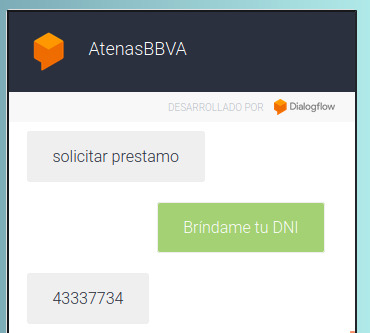 AtenasBBVA
DESARROLLADO POR Dialogflow
solicitar prestamo
Brindame tu DNI
43337734